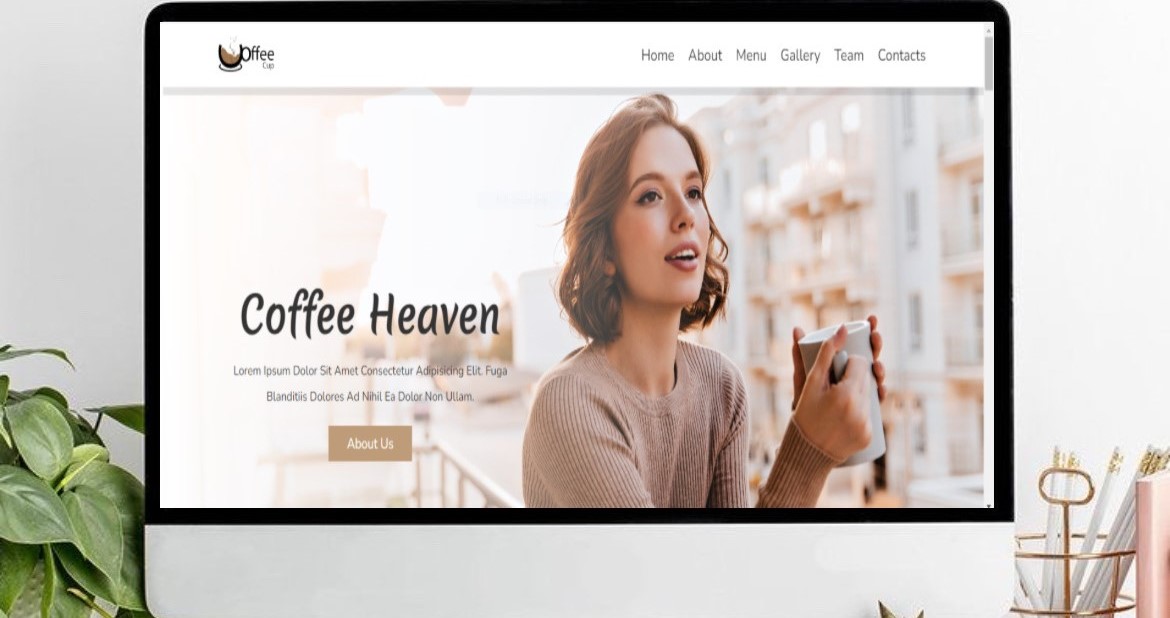 Offee
Cup
Home About Menu Gallery Team Contacts
Coffee Heaven
Lorem Ipsum Dolor Sit Amet Consectetur Adipisicing Elit. Fuga
Blanditiis Dolores Ad Nihil Ea Dolor Non Ullam.
About Us